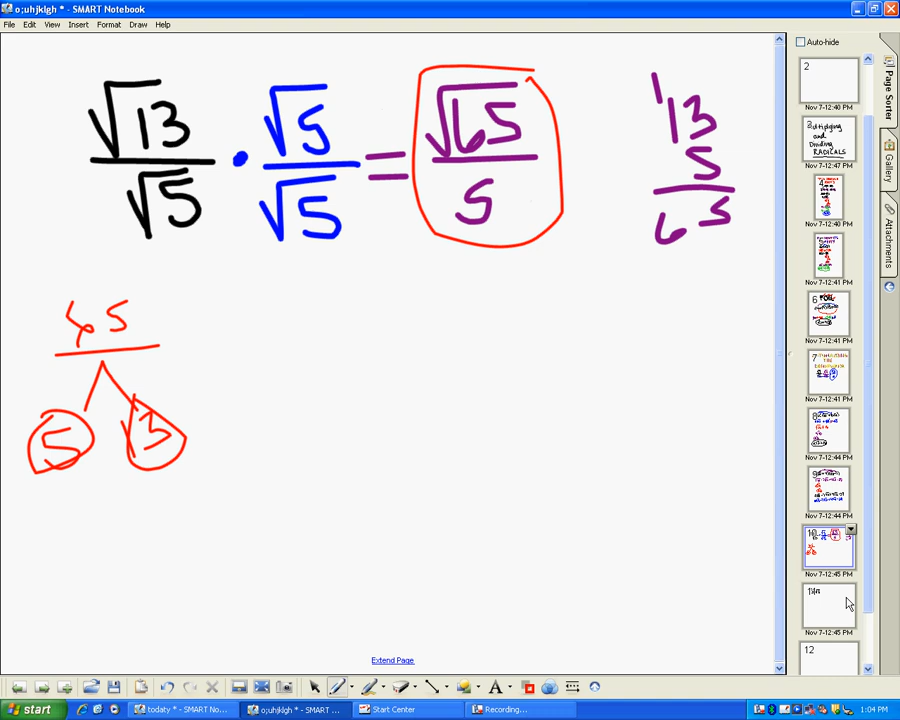 o;uhjklgh * - SMART Notebook
File Edit View Insert Format Draw Help
√13 / √5 • √5 / √5 = √65 / 5
1
13
5
65
65
5 13
Auto-hide
Page Sorter
Gallery
Attachments
2
Nov 7-12:40 PM
Multiplying
and
Dividing
RADICALS
Nov 7-12:47 PM
Nov 7-12:40 PM
Nov 7-12:41 PM
6 FOIL
Nov 7-12:41 PM
7
Nov 7-12:41 PM
Nov 7-12:44 PM
Nov 7-12:44 PM
Nov 7-12:45 PM
Nov 7-12:45 PM
12
Extend Page
start
todaty * - SMART No...
o;uhjklgh * - SMART ...
Start Center
Recording...
1:04 PM